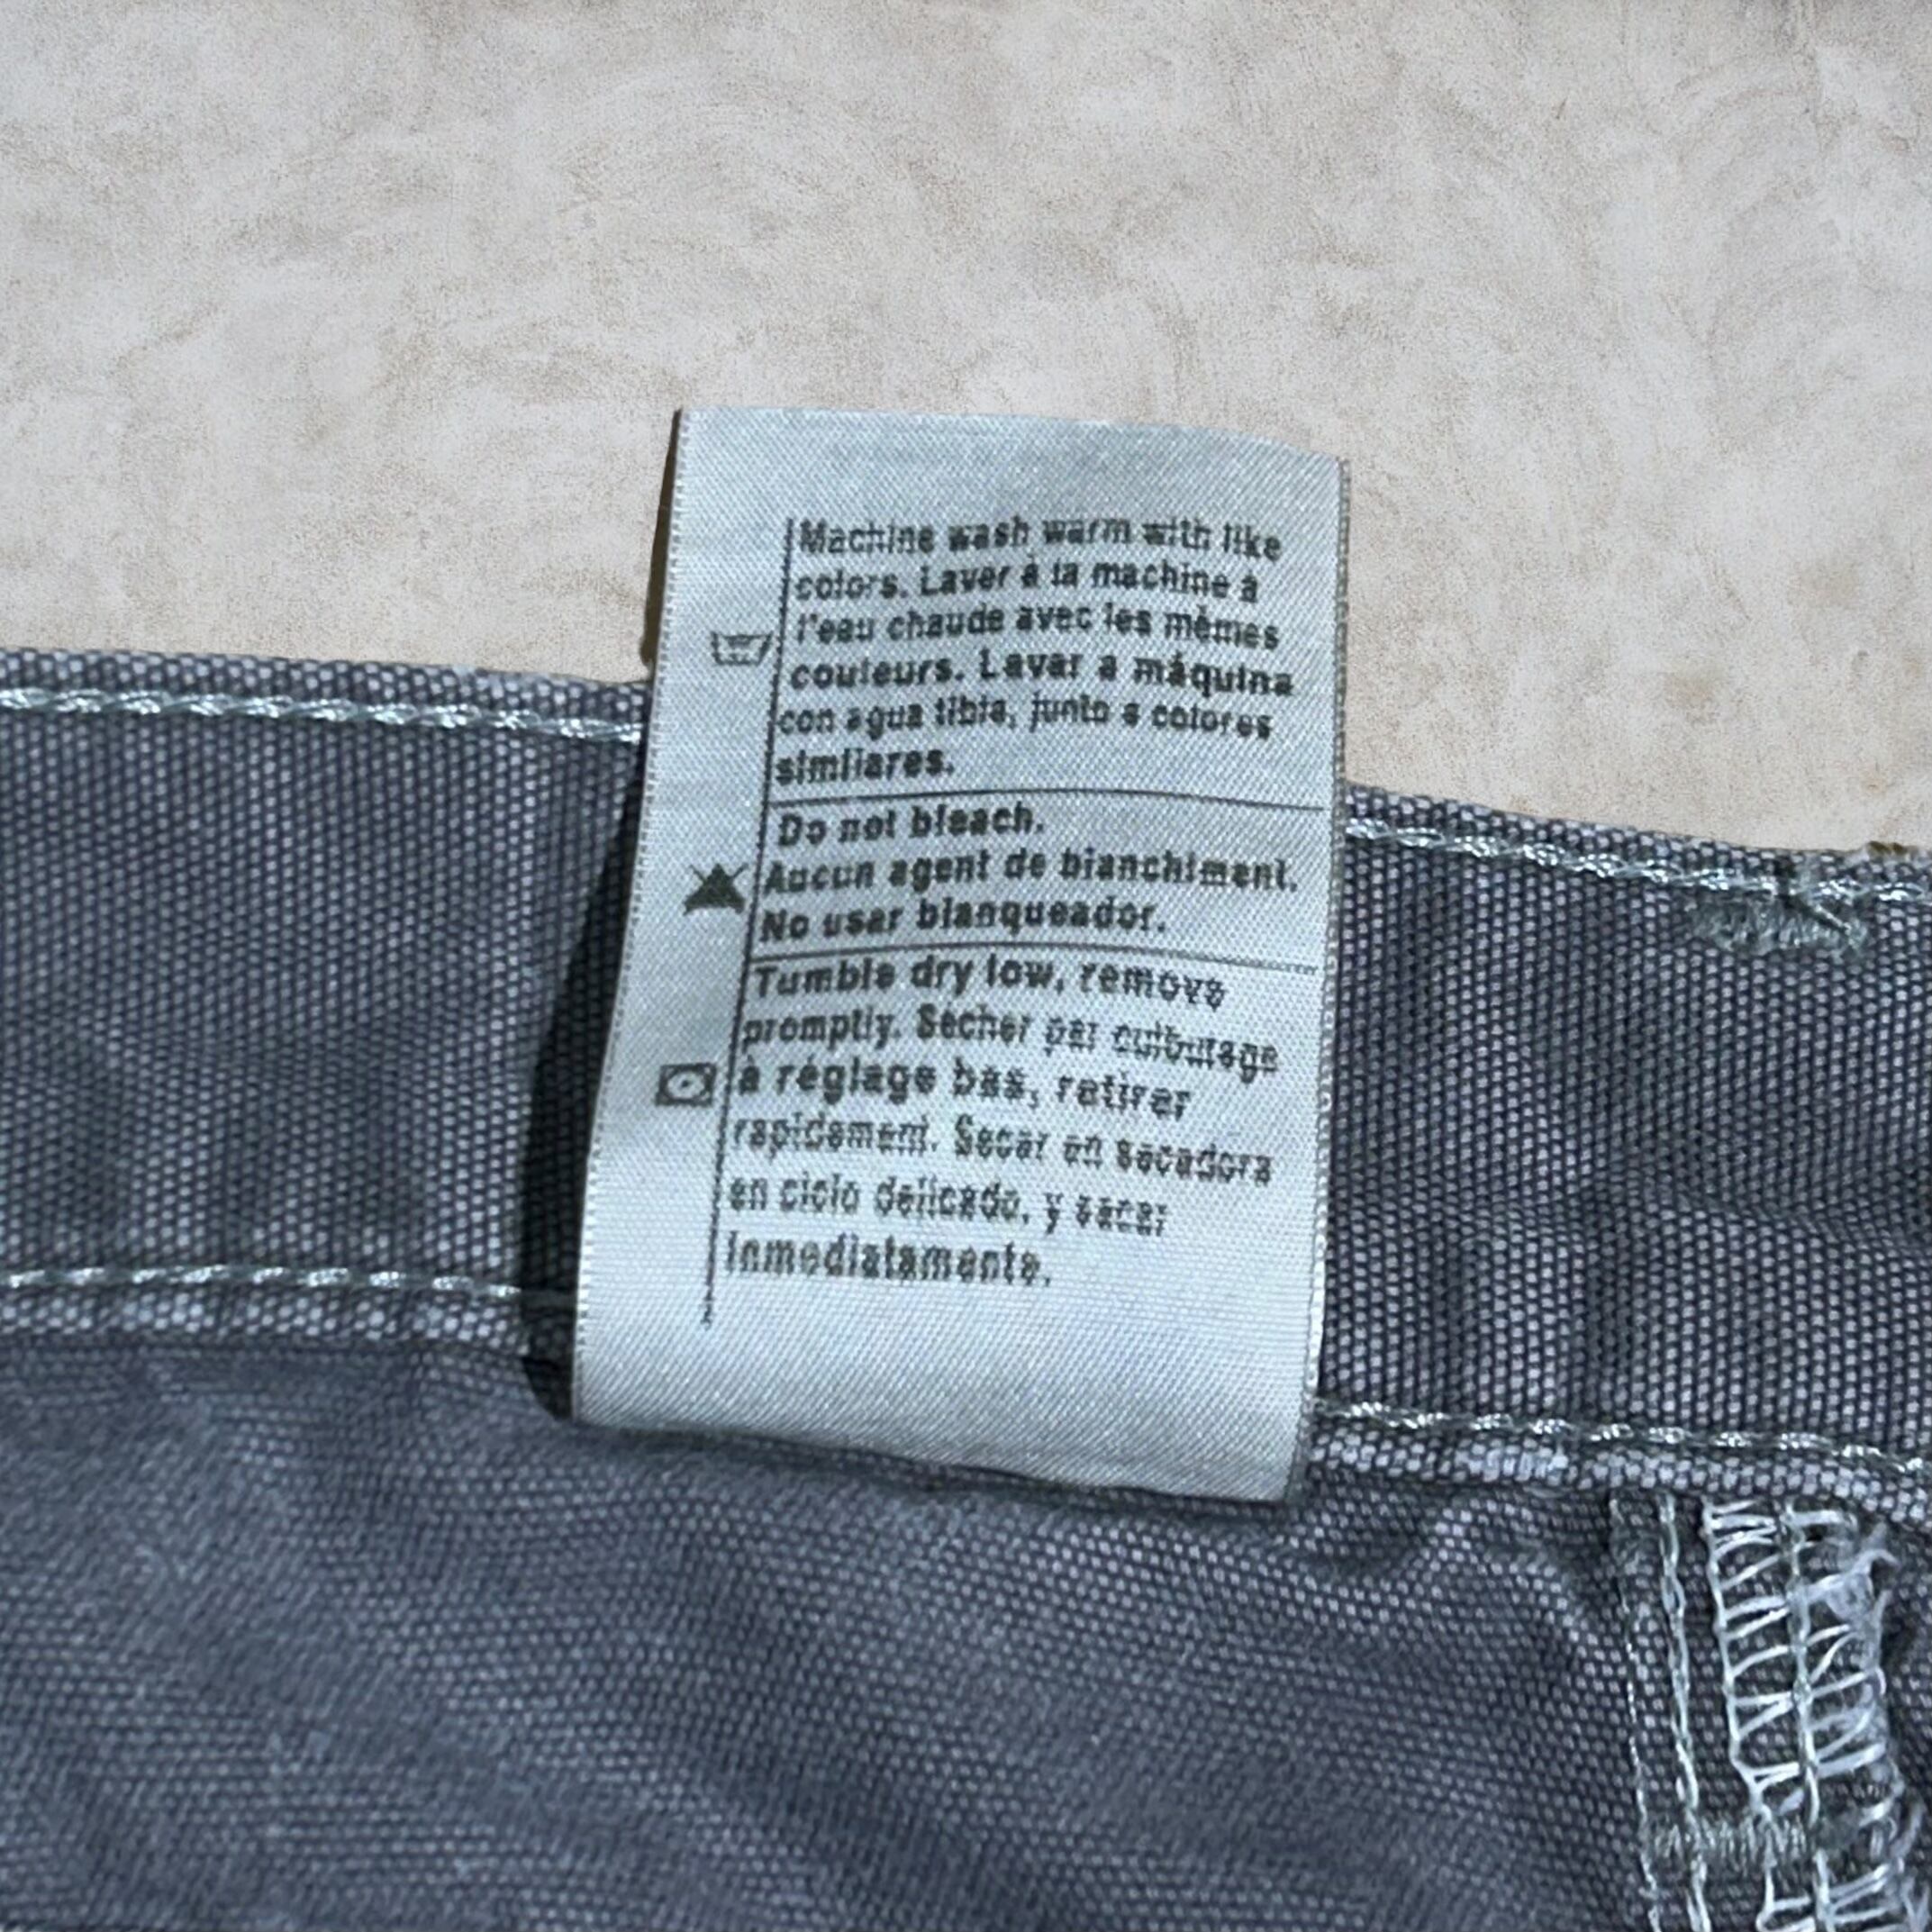 Machine wash warm with like
colors. Laver à la machine à
l'eau chaude avec les mêmes
couleurs. Lavar a máquina
con agua tibia, junto a colores
similares.
Do not bleach.
Aucun agent de blanchiment.
No usar blanqueador.
Tumble dry low, remove
promptly. Sécher par culbutage
à réglage bas, retirer
rapidement. Secar en secadora
en ciclo delicado, y sacar
inmediatamente.